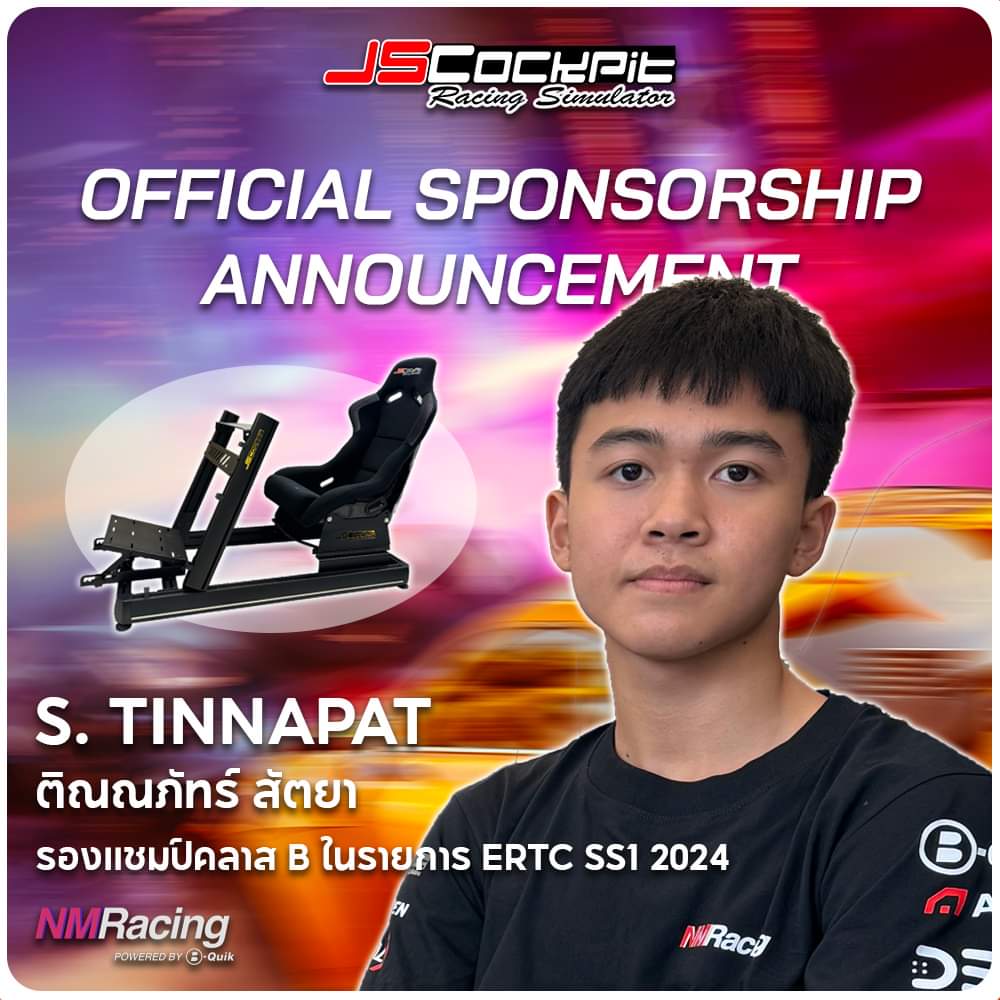 JSCockpit
Racing Simulator
OFFICIAL SPONSORSHIP
ANNOUNCEMENT
S. TINNAPAT
ติณณภัทร์ สัตยา
รองแชมป์คลาส B ในรายการ ERTC SS1 2024
NMRacing
POWERED BY B-Quik
NMRacing